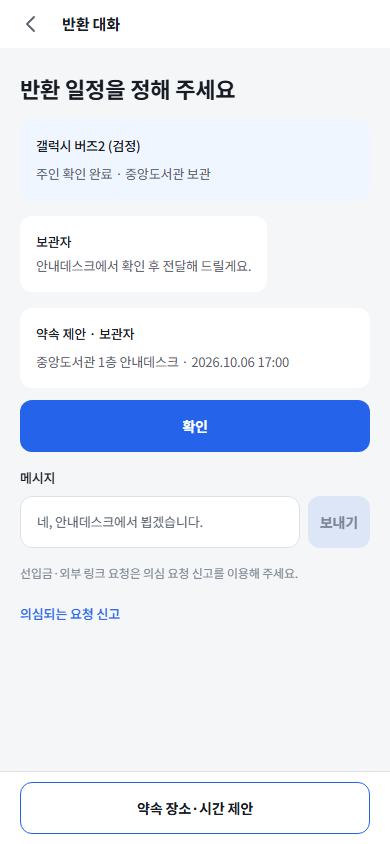 반환 대화
반환 일정을 정해 주세요
갤럭시 버즈2 (검정)
주인 확인 완료 · 중앙도서관 보관
보관자
안내데스크에서 확인 후 전달해 드릴게요.
약속 제안 · 보관자
중앙도서관 1층 안내데스크 · 2026.10.06 17:00
확인
메시지
네, 안내데스크에서 뵙겠습니다.
보내기
선입금·외부 링크 요청은 의심 요청 신고를 이용해 주세요.
의심되는 요청 신고
약속 장소·시간 제안